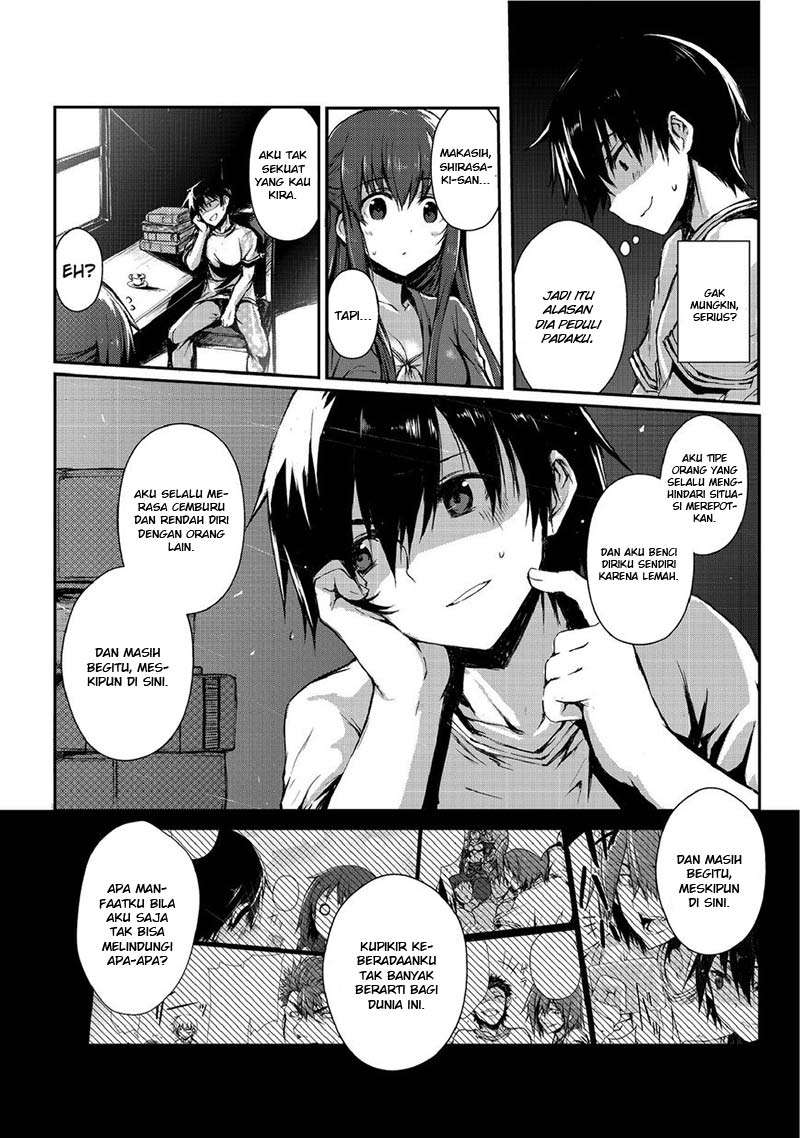 GAK
MUNGKIN,
SERIUS?
JADI ITU
ALASAN
DIA PEDULI
PADAKU.
MAKASIH,
SHIRASA-
KI-SAN...
TAPI...
AKU TAK
SEKUAT
YANG KAU
KIRA.
EH?
AKU TIPE
ORANG YANG
SELALU MENG-
HINDARI SITUA-
SI MEREPOT-
KAN.
DAN AKU BENCI
DIRIKU SENDIRI
KARENA LEMAH.
AKU SELALU ME-
RASA CEMBURU
DAN RENDAH DIRI
DENGAN ORANG
LAIN.
DAN MASIH
BEGITU, MES-
KIPUN DI SINI.
DAN MASIH
BEGITU,
MESKIPUN
DI SINI.
KUPIKIR KE-
BERADAANKU
TAK BANYAK
BERARTI BAGI
DUNIA INI.
APA MAN-
FAATKU BILA
AKU SAJA
TAK BISA
MELINDUNGI
APA-APA?